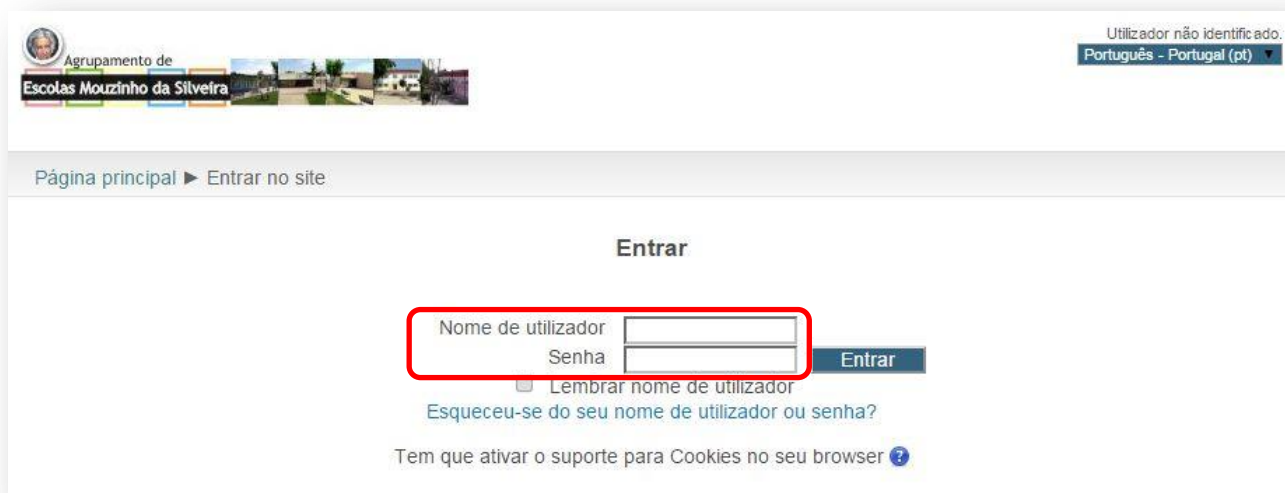 Utilizador não identificado.
Português - Portugal (pt) ▼
Agrupamento de
Escolas Mouzinho da Silveira
Página principal ► Entrar no site
Entrar
Nome de utilizador
Senha
Entrar
Lembrar nome de utilizador
Esqueceu-se do seu nome de utilizador ou senha?
Tem que ativar o suporte para Cookies no seu browser ?